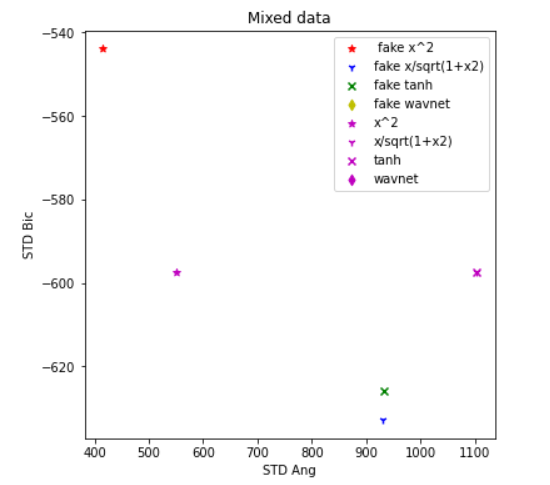 Mixed data
−540
−560
−580
−600
−620
STD Bic
fake x^2
fake x/sqrt(1+x2)
fake tanh
fake wavnet
x^2
x/sqrt(1+x2)
tanh
wavnet
400 500 600 700 800 900 1000 1100
STD Ang